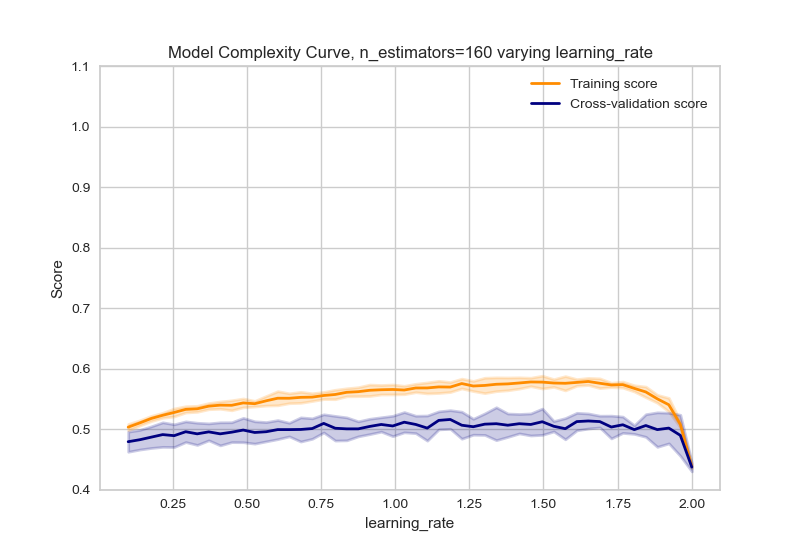 Model Complexity Curve, n_estimators=160 varying learning_rate
Training score
Cross-validation score
Score
1.1
1.0
0.9
0.8
0.7
0.6
0.5
0.4
0.25 0.50 0.75 1.00 1.25 1.50 1.75 2.00
learning_rate